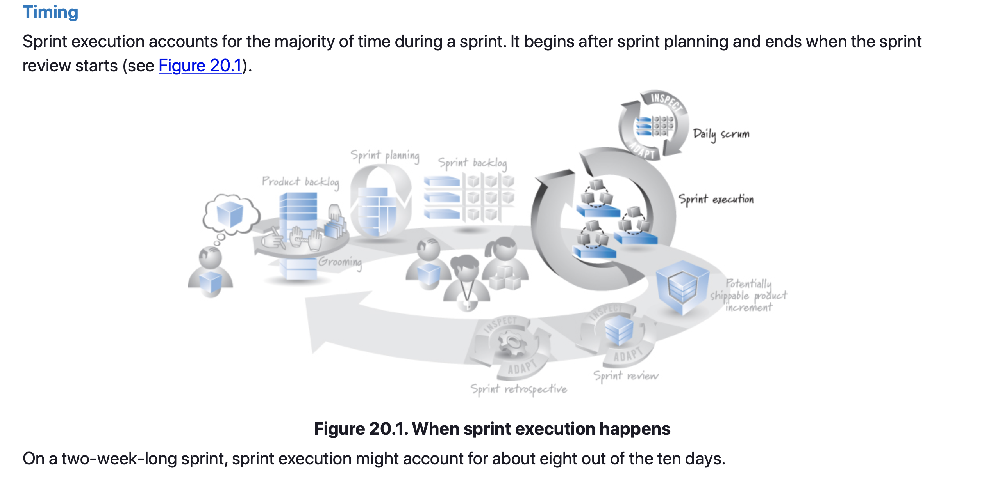 Timing
Sprint execution accounts for the majority of time during a sprint. It begins after sprint planning and ends when the sprint
review starts (see Figure 20.1).
INSPECT
ADAPT
Daily scrum
Sprint planning
Sprint backlog
Product backlog
Sprint execution
Grooming
Potentially
shippable product
increment
INSPECT
ADAPT
Sprint review
INSPECT
ADAPT
Sprint retrospective
Figure 20.1. When sprint execution happens
On a two-week-long sprint, sprint execution might account for about eight out of the ten days.